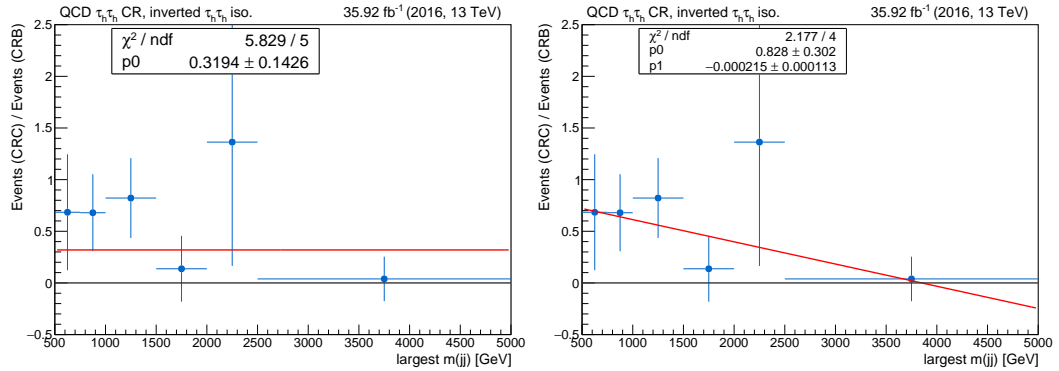 QCD τhτh CR, inverted τhτh iso.
35.92 fb⁻¹ (2016, 13 TeV)
χ² / ndf 5.829 / 5
p0 0.3194 ± 0.1426
Events (CRC) / Events (CRB)
2.5
2
1.5
1
0.5
0
−0.5
500 1000 1500 2000 2500 3000 3500 4000 4500 5000
largest m(jj) [GeV]
QCD τhτh CR, inverted τhτh iso.
35.92 fb⁻¹ (2016, 13 TeV)
χ² / ndf 2.177 / 4
p0 0.828 ± 0.302
p1 −0.000215 ± 0.000113
Events (CRC) / Events (CRB)
2.5
2
1.5
1
0.5
0
−0.5
500 1000 1500 2000 2500 3000 3500 4000 4500 5000
largest m(jj) [GeV]